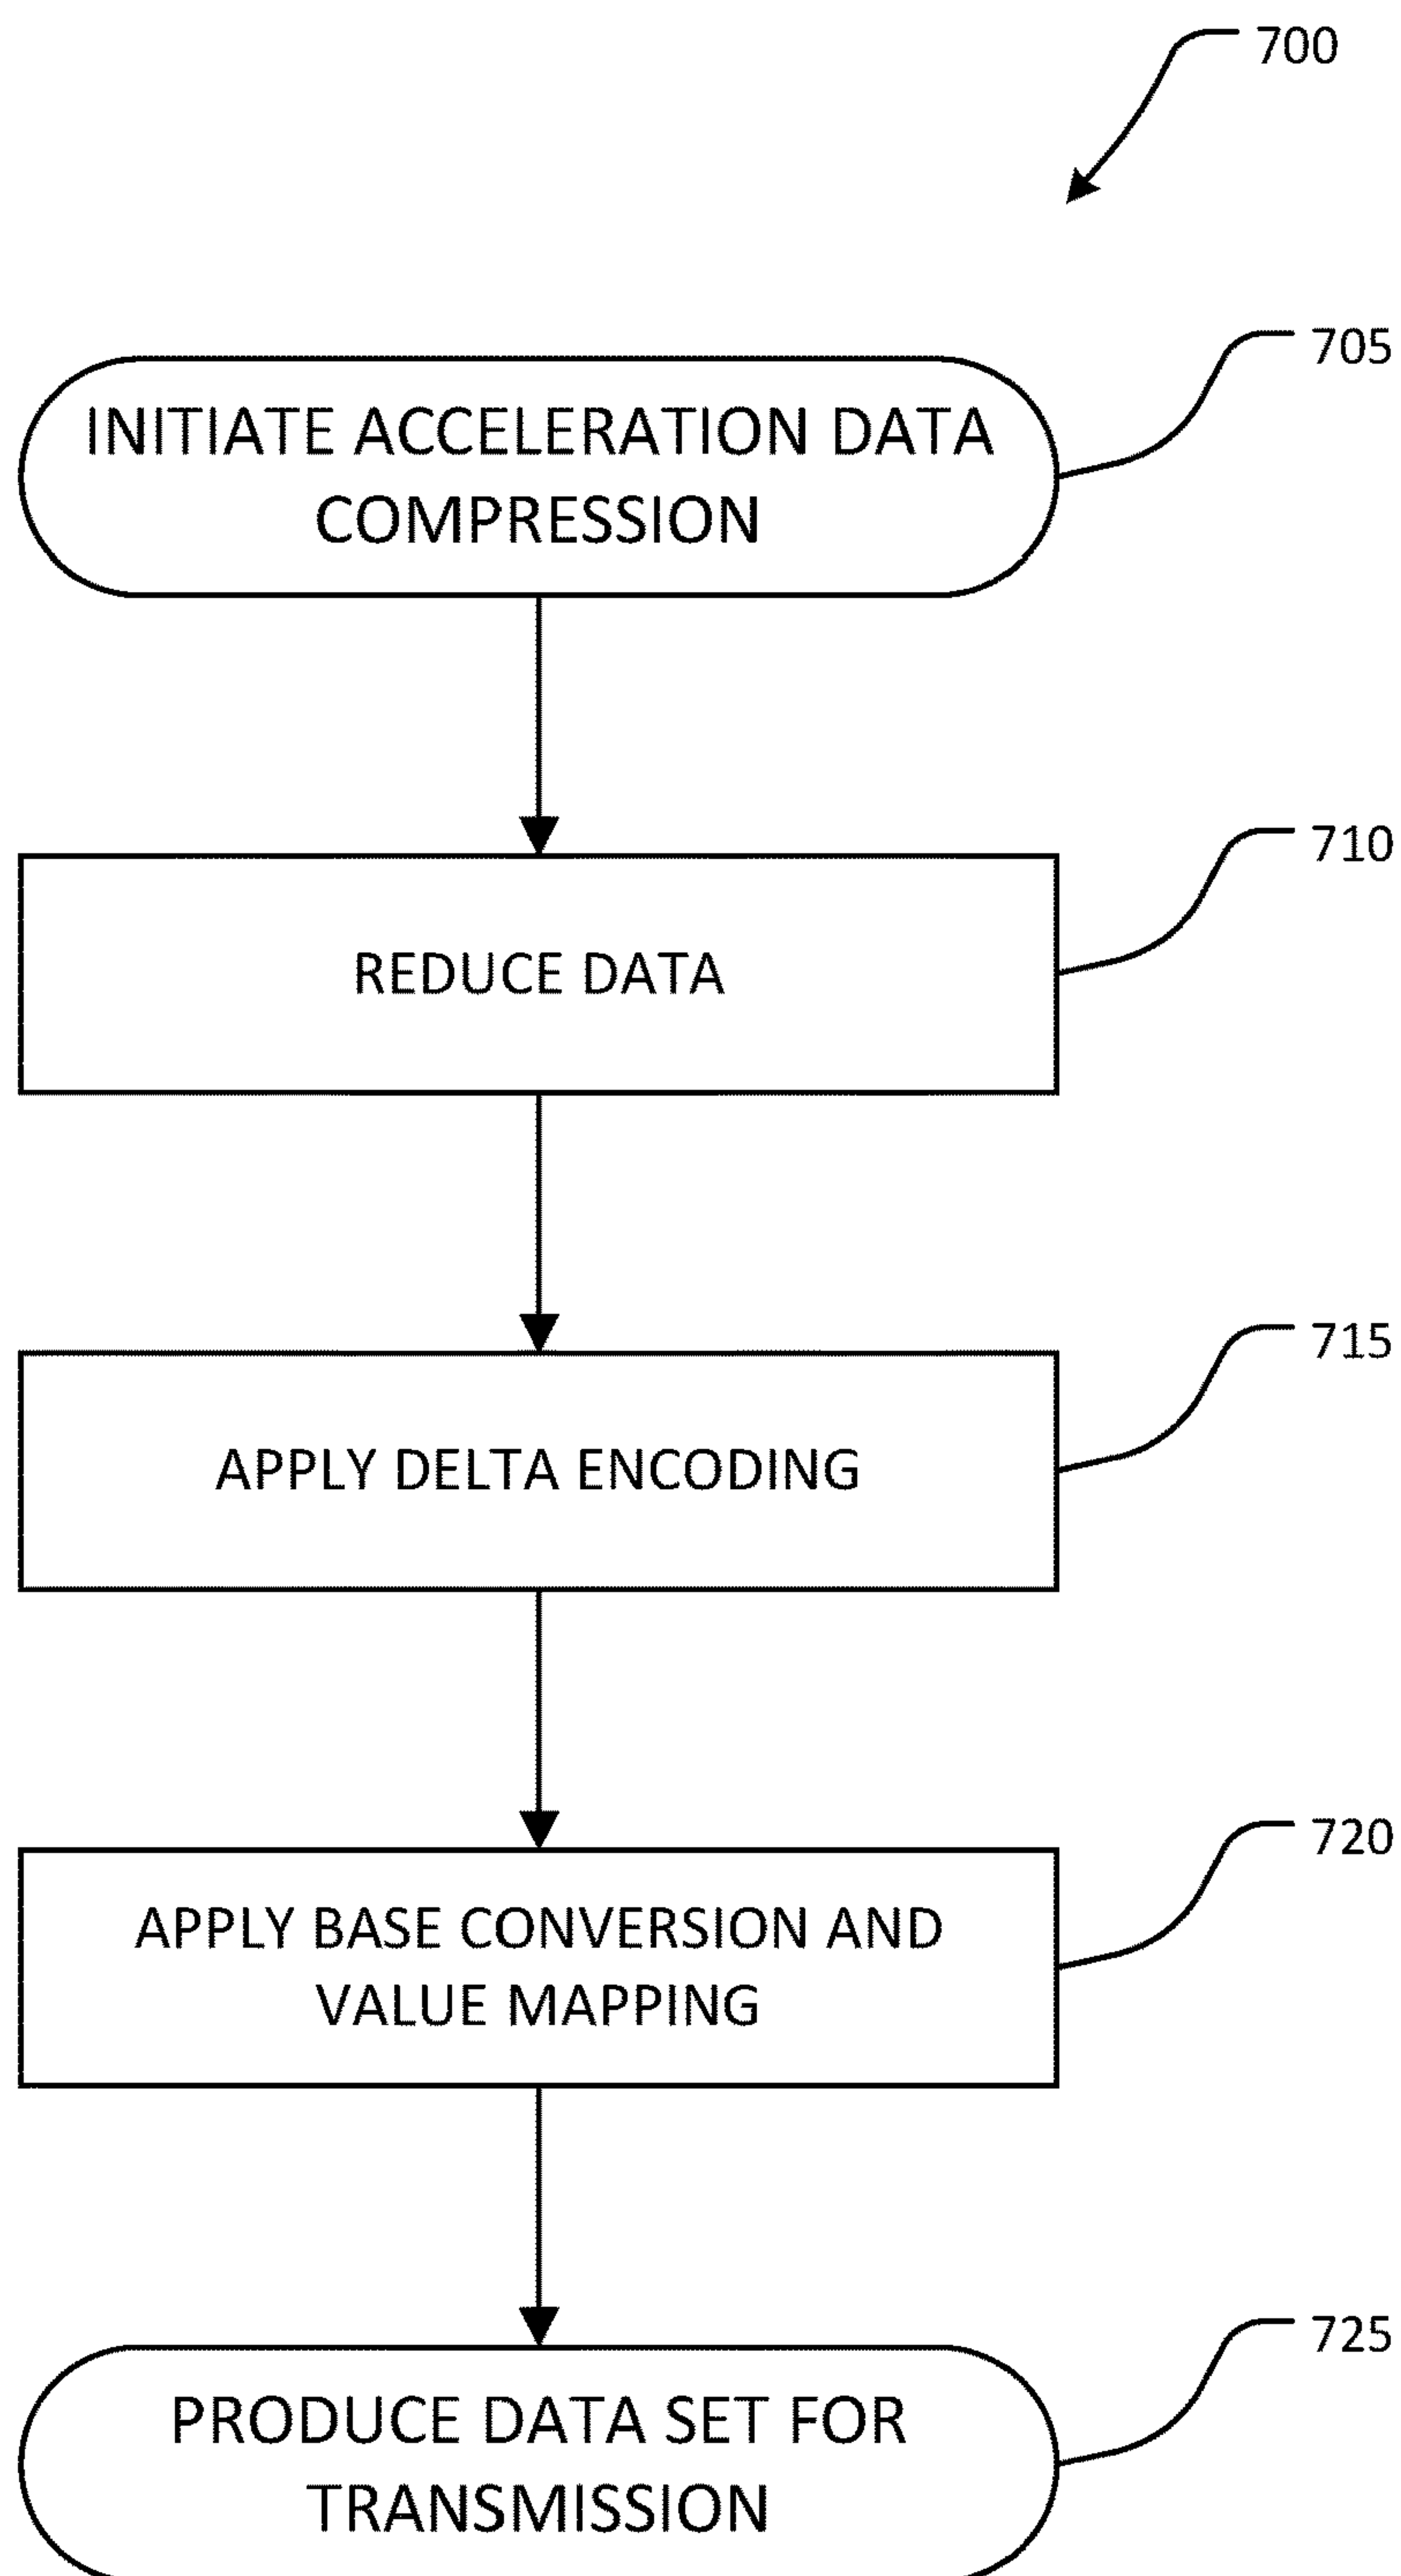 700
705
INITIATE ACCELERATION DATA
COMPRESSION
710
REDUCE DATA
715
APPLY DELTA ENCODING
720
APPLY BASE CONVERSION AND
VALUE MAPPING
725
PRODUCE DATA SET FOR
TRANSMISSION